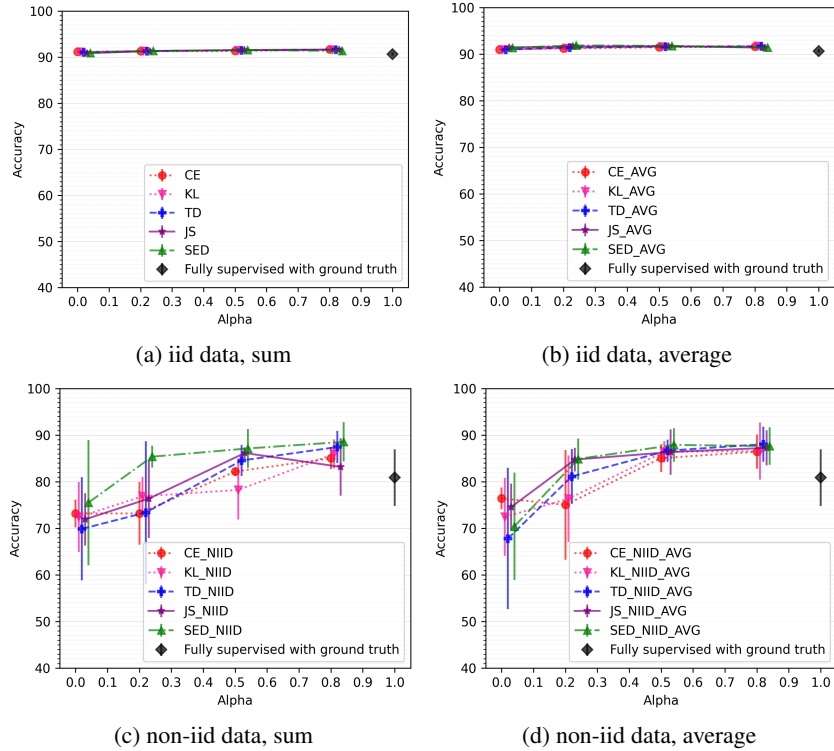 100
90
80
70
60
50
40
Accuracy
CE
KL
TD
JS
SED
Fully supervised with ground truth
0.0 0.1 0.2 0.3 0.4 0.5 0.6 0.7 0.8 0.9 1.0
Alpha
(a) iid data, sum
100
90
80
70
60
50
40
Accuracy
CE_AVG
KL_AVG
TD_AVG
JS_AVG
SED_AVG
Fully supervised with ground truth
0.0 0.1 0.2 0.3 0.4 0.5 0.6 0.7 0.8 0.9 1.0
Alpha
(b) iid data, average
100
90
80
70
60
50
40
Accuracy
CE_NIID
KL_NIID
TD_NIID
JS_NIID
SED_NIID
Fully supervised with ground truth
0.0 0.1 0.2 0.3 0.4 0.5 0.6 0.7 0.8 0.9 1.0
Alpha
(c) non-iid data, sum
100
90
80
70
60
50
40
Accuracy
CE_NIID_AVG
KL_NIID_AVG
TD_NIID_AVG
JS_NIID_AVG
SED_NIID_AVG
Fully supervised with ground truth
0.0 0.1 0.2 0.3 0.4 0.5 0.6 0.7 0.8 0.9 1.0
Alpha
(d) non-iid data, average